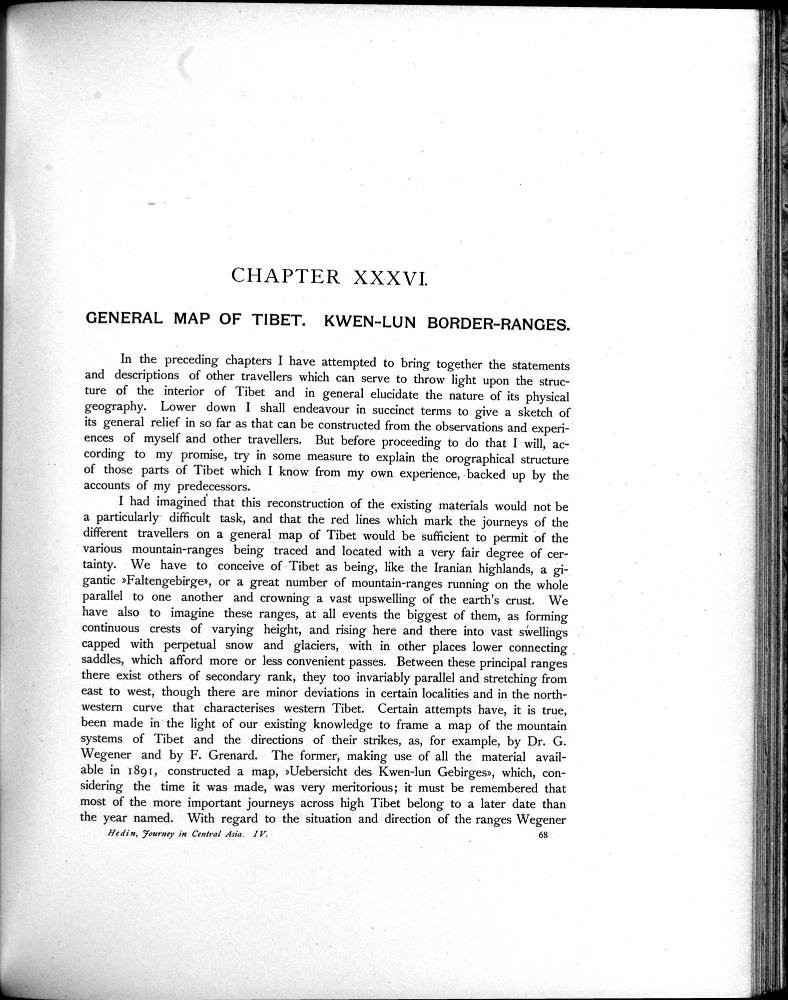 CHAPTER XXXVI.
GENERAL MAP OF TIBET. KWEN-LUN BORDER-RANGES.
In the preceding chapters I have attempted to bring together the statements
and descriptions of other travellers which can serve to throw light upon the struc-
ture of the interior of Tibet and in general elucidate the nature of its physical
geography. Lower down I shall endeavour in succinct terms to give a sketch of
its general relief in so far as that can be constructed from the observations and experi-
ences of myself and other travellers. But before proceeding to do that I will, ac-
cording to my promise, try in some measure to explain the orographical structure
of those parts of Tibet which I know from my own experience, backed up by the
accounts of my predecessors.
I had imagined that this reconstruction of the existing materials would not be
a particularly difficult task, and that the red lines which mark the journeys of the
different travellers on a general map of Tibet would be sufficient to permit of the
various mountain-ranges being traced and located with a very fair degree of cer-
tainty. We have to conceive of Tibet as being, like the Iranian highlands, a gi-
gantic »Faltengebirge», or a great number of mountain-ranges running on the whole
parallel to one another and crowning a vast upswelling of the earth's crust. We
have also to imagine these ranges, at all events the biggest of them, as forming
continuous crests of varying height, and rising here and there into vast swellings
capped with perpetual snow and glaciers, with in other places lower connecting
saddles, which afford more or less convenient passes. Between these principal ranges
there exist others of secondary rank, they too invariably parallel and stretching from
east to west, though there are minor deviations in certain localities and in the north-
western curve that characterises western Tibet. Certain attempts have, it is true,
been made in the light of our existing knowledge to frame a map of the mountain
systems of Tibet and the directions of their strikes, as, for example, by Dr. G.
Wegener and by F. Grenard. The former, making use of all the material avail-
able in 1891, constructed a map, »Uebersicht des Kwen-lun Gebirges», which, con-
sidering the time it was made, was very meritorious; it must be remembered that
most of the more important journeys across high Tibet belong to a later date than
the year named. With regard to the situation and direction of the ranges Wegener
Hedin, Journey in Central Asia. IV. 68